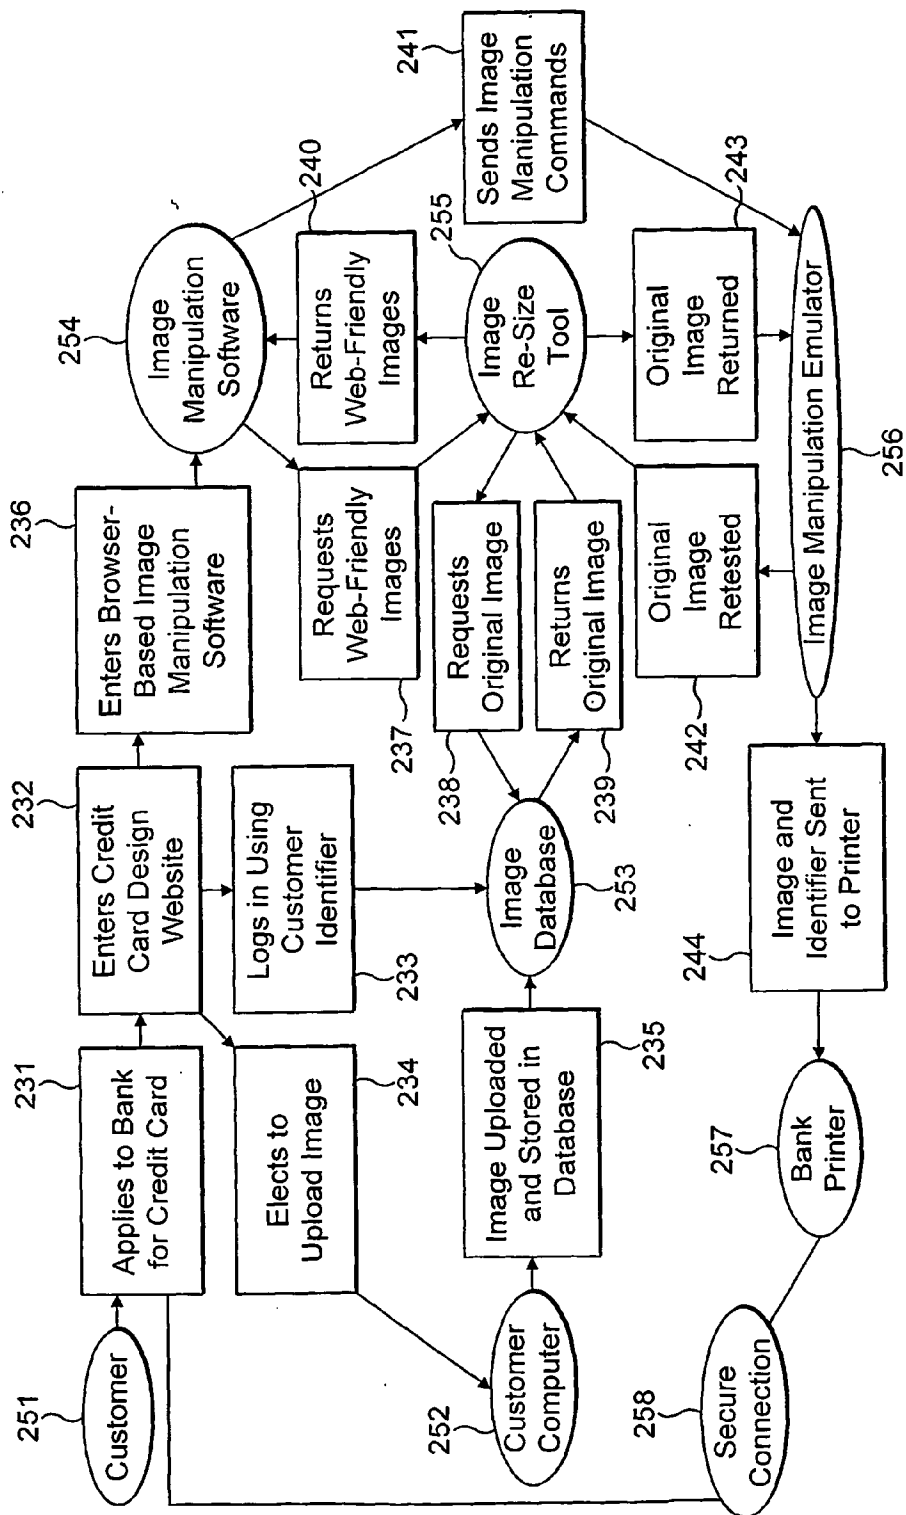 251
Customer
231
Applies to Bank
for Credit Card
232
Enters Credit
Card Design
Website
236
Enters Browser-
Based Image
Manipulation
Software
254
Image
Manipulation
Software
234
Elects to
Upload Image
233
Logs in Using
Customer
Identifier
237
Requests
Web-Friendly
Images
240
Returns
Web-Friendly
Images
241
Sends Image
Manipulation
Commands
252
Customer
Computer
235
Image Uploaded
and Stored in
Database
253
Image
Database
238
Requests
Original Image
239
Returns
Original Image
255
Image
Re-Size
Tool
242
Original
Image
Retested
243
Original
Image
Returned
258
Secure
Connection
257
Bank
Printer
244
Image and
Identifier Sent
to Printer
256
Image Manipulation Emulator